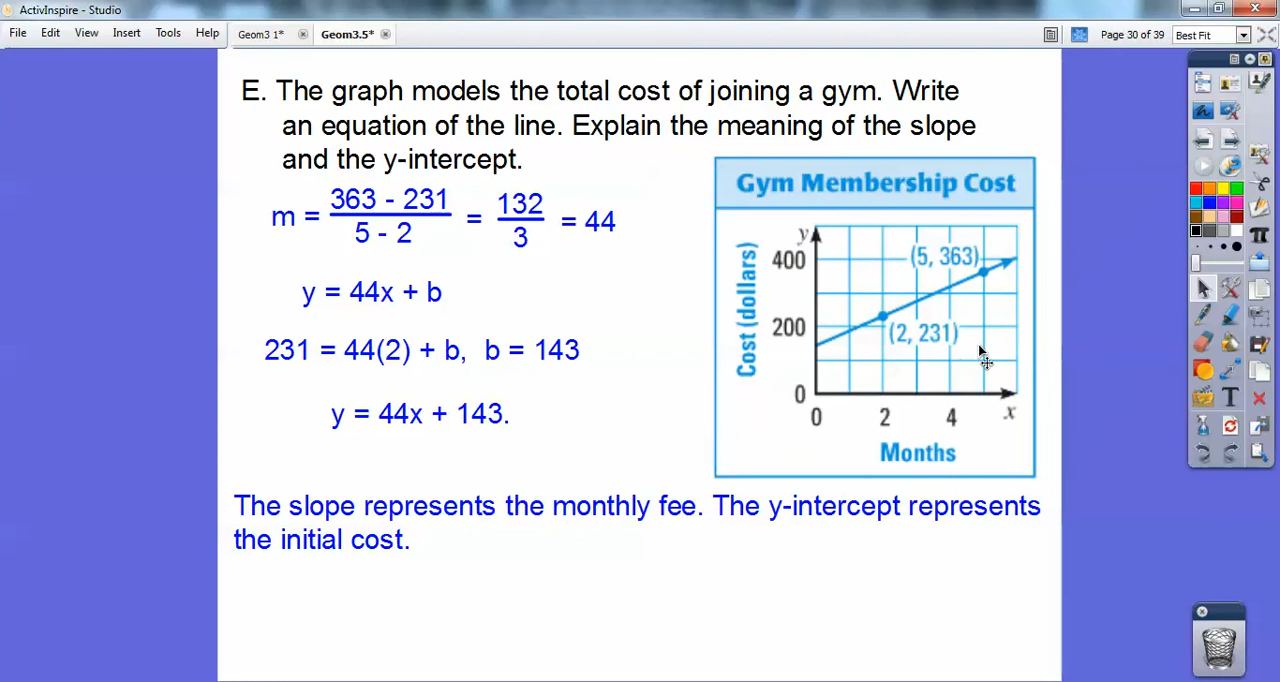 ActivInspire - Studio
File Edit View Insert Tools Help
Geom3 1* Geom3.5*
Page 30 of 39 Best Fit
E. The graph models the total cost of joining a gym. Write
an equation of the line. Explain the meaning of the slope
and the y-intercept.
m = 363 - 231 / 5 - 2 = 132 / 3 = 44
y = 44x + b
231 = 44(2) + b, b = 143
y = 44x + 143.
Gym Membership Cost
Cost (dollars)
y
400
200
0
(5, 363)
(2, 231)
0 2 4 x
Months
The slope represents the monthly fee. The y-intercept represents
the initial cost.